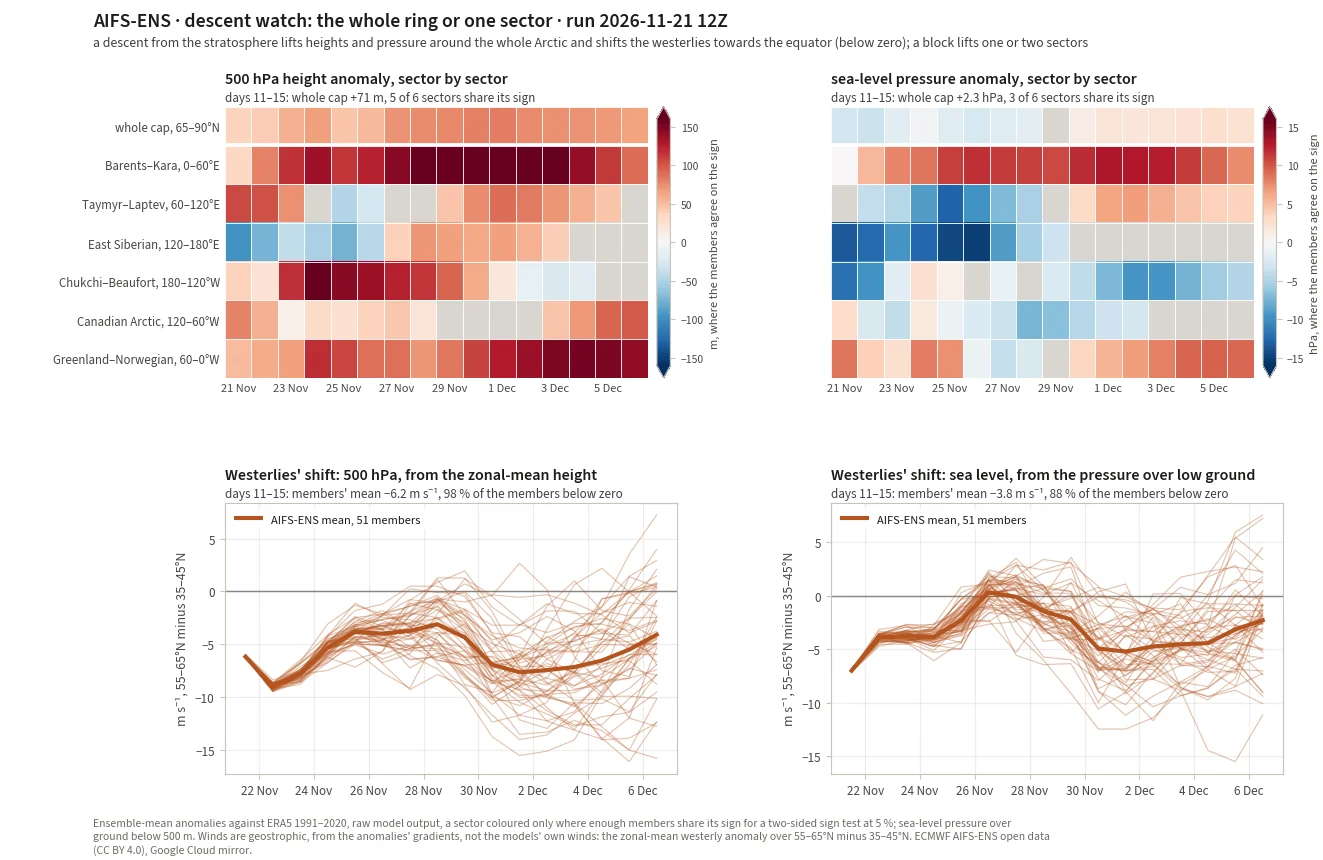 AIFS-ENS · descent watch: the whole ring or one sector · run 2026-11-21 12Z
a descent from the stratosphere lifts heights and pressure around the whole Arctic and shifts the westerlies towards the equator (below zero); a block lifts one or two sectors
500 hPa height anomaly, sector by sector
days 11–15: whole cap +71 m, 5 of 6 sectors share its sign
whole cap, 65–90°N
Barents–Kara, 0–60°E
Taymyr–Laptev, 60–120°E
East Siberian, 120–180°E
Chukchi–Beaufort, 180–120°W
Canadian Arctic, 120–60°W
Greenland–Norwegian, 60–0°W
21 Nov 23 Nov 25 Nov 27 Nov 29 Nov 1 Dec 3 Dec 5 Dec
150
100
50
0
−50
−100
−150
m, where the members agree on the sign
sea-level pressure anomaly, sector by sector
days 11–15: whole cap +2.3 hPa, 3 of 6 sectors share its sign
21 Nov 23 Nov 25 Nov 27 Nov 29 Nov 1 Dec 3 Dec 5 Dec
15
10
5
0
−5
−10
−15
hPa, where the members agree on the sign
Westerlies' shift: 500 hPa, from the zonal-mean height
days 11–15: members' mean −6.2 m s⁻¹, 98 % of the members below zero
AIFS-ENS mean, 51 members
5
0
−5
−10
−15
m s⁻¹, 55–65°N minus 35–45°N
22 Nov 24 Nov 26 Nov 28 Nov 30 Nov 2 Dec 4 Dec 6 Dec
Westerlies' shift: sea level, from the pressure over low ground
days 11–15: members' mean −3.8 m s⁻¹, 88 % of the members below zero
AIFS-ENS mean, 51 members
5
0
−5
−10
−15
m s⁻¹, 55–65°N minus 35–45°N
22 Nov 24 Nov 26 Nov 28 Nov 30 Nov 2 Dec 4 Dec 6 Dec
Ensemble-mean anomalies against ERA5 1991–2020, raw model output, a sector coloured only where enough members share its sign for a two-sided sign test at 5 %; sea-level pressure over
ground below 500 m. Winds are geostrophic, from the anomalies' gradients, not the models' own winds: the zonal-mean westerly anomaly over 55–65°N minus 35–45°N. ECMWF AIFS-ENS open data
(CC BY 4.0), Google Cloud mirror.